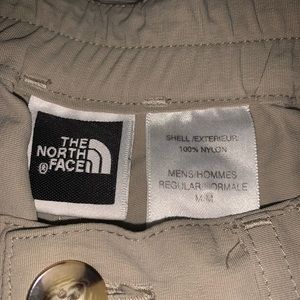 THE
NORTH
FACE
®
SHELL/EXTERIEUR:
100% NYLON
MENS/HOMMES
REGULAR/NORMALE
M/M